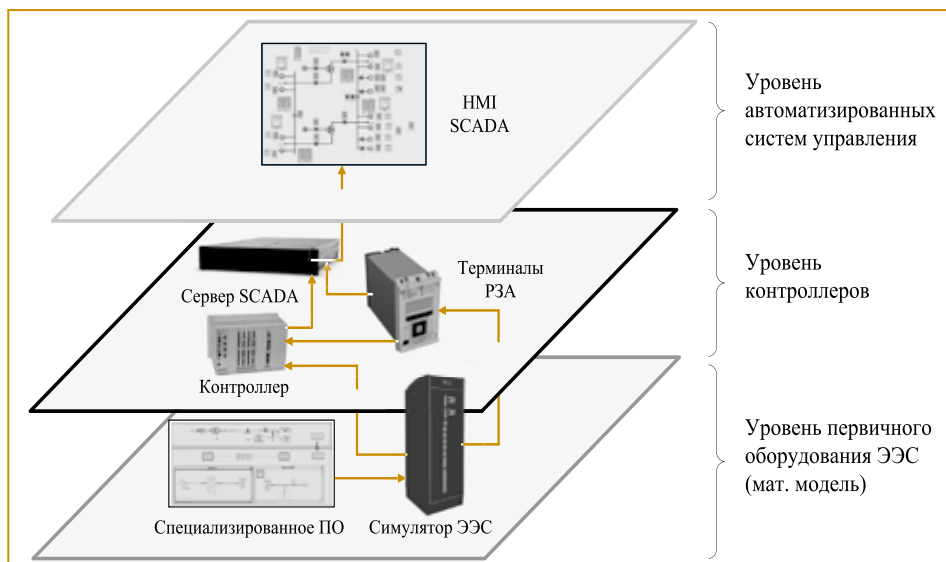 HMI
SCADA
Уровень
автоматизированных
систем управления
Сервер SCADA
Терминалы
РЗА
Контроллер
Уровень
контроллеров
Специализированное ПО
Симулятор ЭЭС
Уровень первичного
оборудования ЭЭС
(мат. модель)